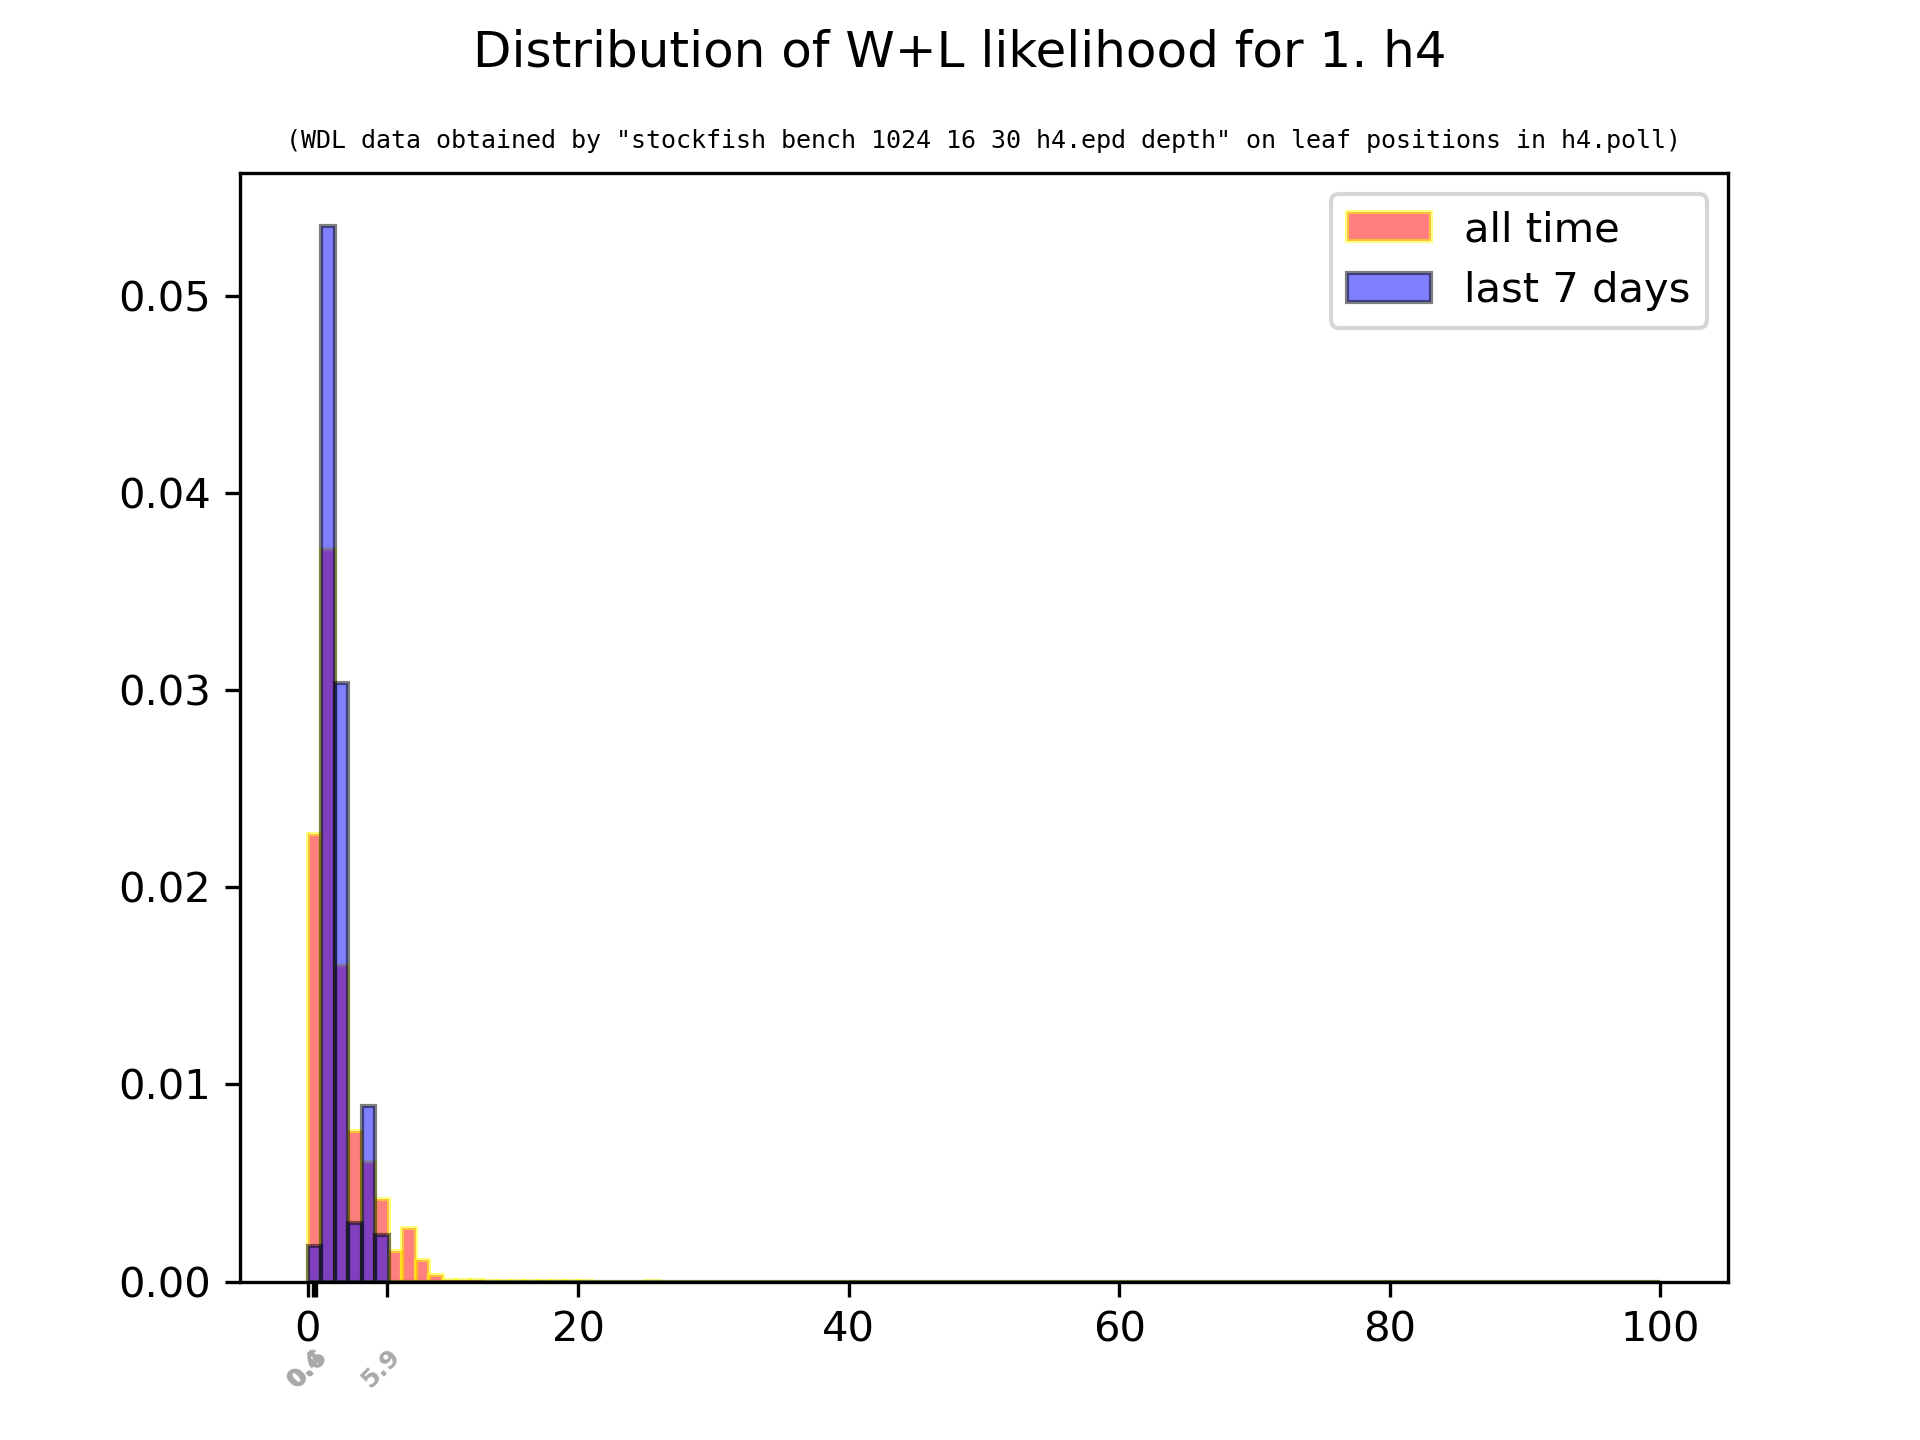 Distribution of W+L likelihood for 1. h4
(WDL data obtained by "stockfish bench 1024 16 30 h4.epd depth" on leaf positions in h4.poll)
all time
last 7 days
0.05
0.04
0.03
0.02
0.01
0.00
0 20 40 60 80 100
5.9